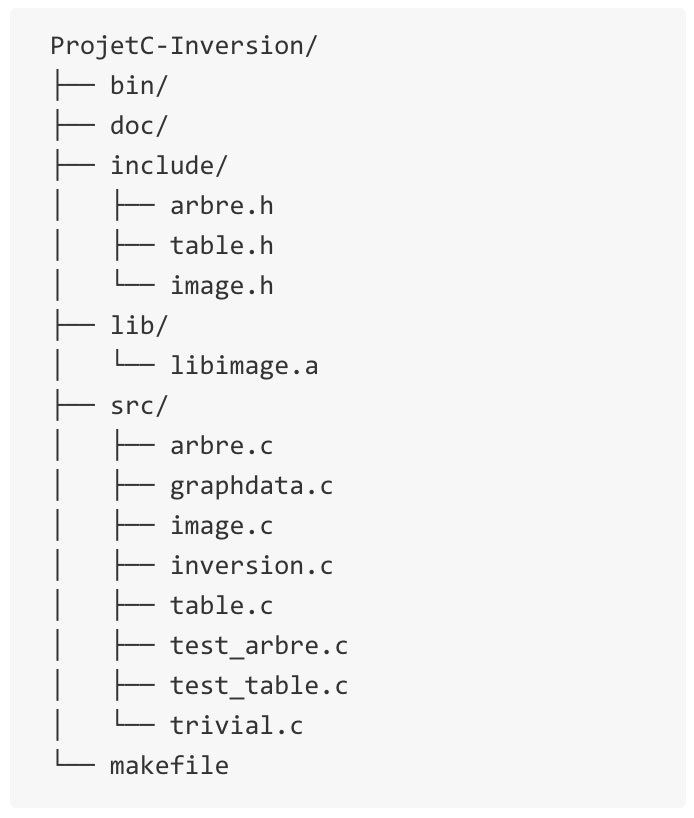 ProjetC-Inversion/
├── bin/
├── doc/
├── include/
│   ├── arbre.h
│   ├── table.h
│   └── image.h
├── lib/
│   └── libimage.a
├── src/
│   ├── arbre.c
│   ├── graphdata.c
│   ├── image.c
│   ├── inversion.c
│   ├── table.c
│   ├── test_arbre.c
│   ├── test_table.c
│   └── trivial.c
└── makefile